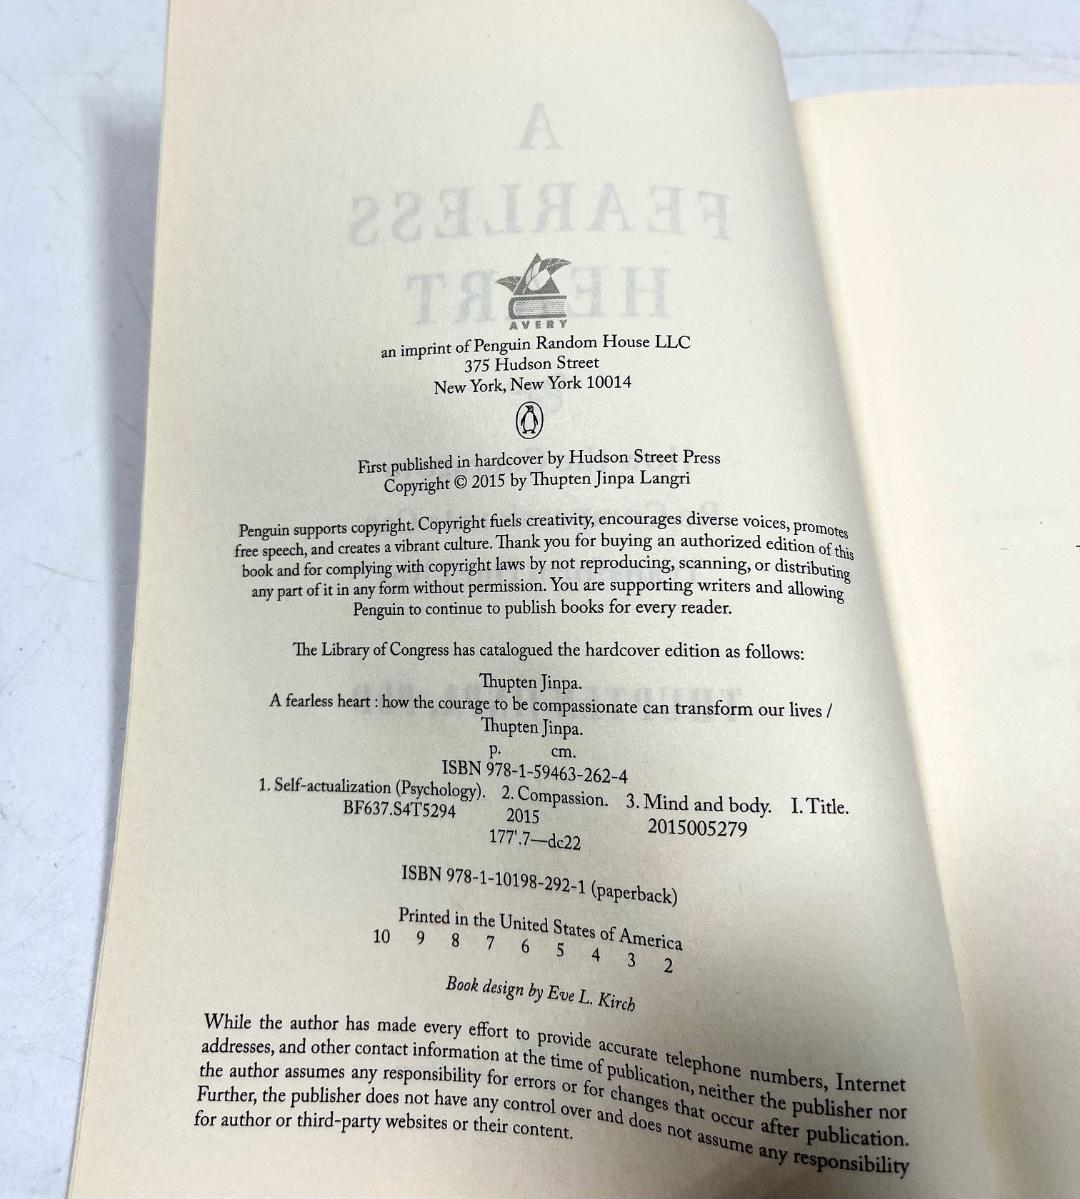 A
FEARLESS
HEART
AVERY
an imprint of Penguin Random House LLC
375 Hudson Street
New York, New York 10014
First published in hardcover by Hudson Street Press
Copyright © 2015 by Thupten Jinpa Langri
Penguin supports copyright. Copyright fuels creativity, encourages diverse voices, promotes
free speech, and creates a vibrant culture. Thank you for buying an authorized edition of this
book and for complying with copyright laws by not reproducing, scanning, or distributing
any part of it in any form without permission. You are supporting writers and allowing
Penguin to continue to publish books for every reader.
The Library of Congress has catalogued the hardcover edition as follows:
Thupten Jinpa.
A fearless heart : how the courage to be compassionate can transform our lives /
Thupten Jinpa.
p. cm.
ISBN 978-1-59463-262-4
1. Self-actualization (Psychology). 2. Compassion. 3. Mind and body. I. Title.
BF637.S4T5294 2015 2015005279
177'.7—dc22
ISBN 978-1-10198-292-1 (paperback)
Printed in the United States of America
10 9 8 7 6 5 4 3 2
Book design by Eve L. Kirch
While the author has made every effort to provide accurate telephone numbers, Internet
addresses, and other contact information at the time of publication, neither the publisher nor
the author assumes any responsibility for errors or for changes that occur after publication.
Further, the publisher does not have any control over and does not assume any responsibility
for author or third-party websites or their content.